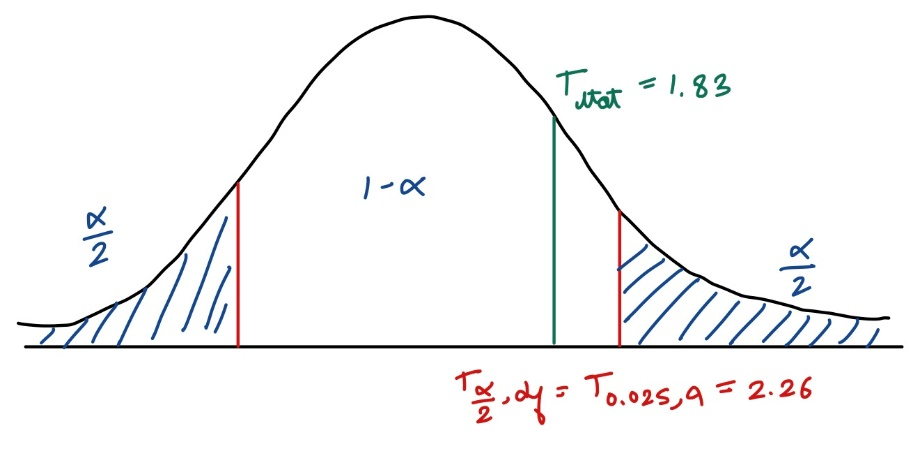 T_stat = 1.83
1-α
α/2
α/2
T_α/2, df = T_0.025, 9 = 2.26